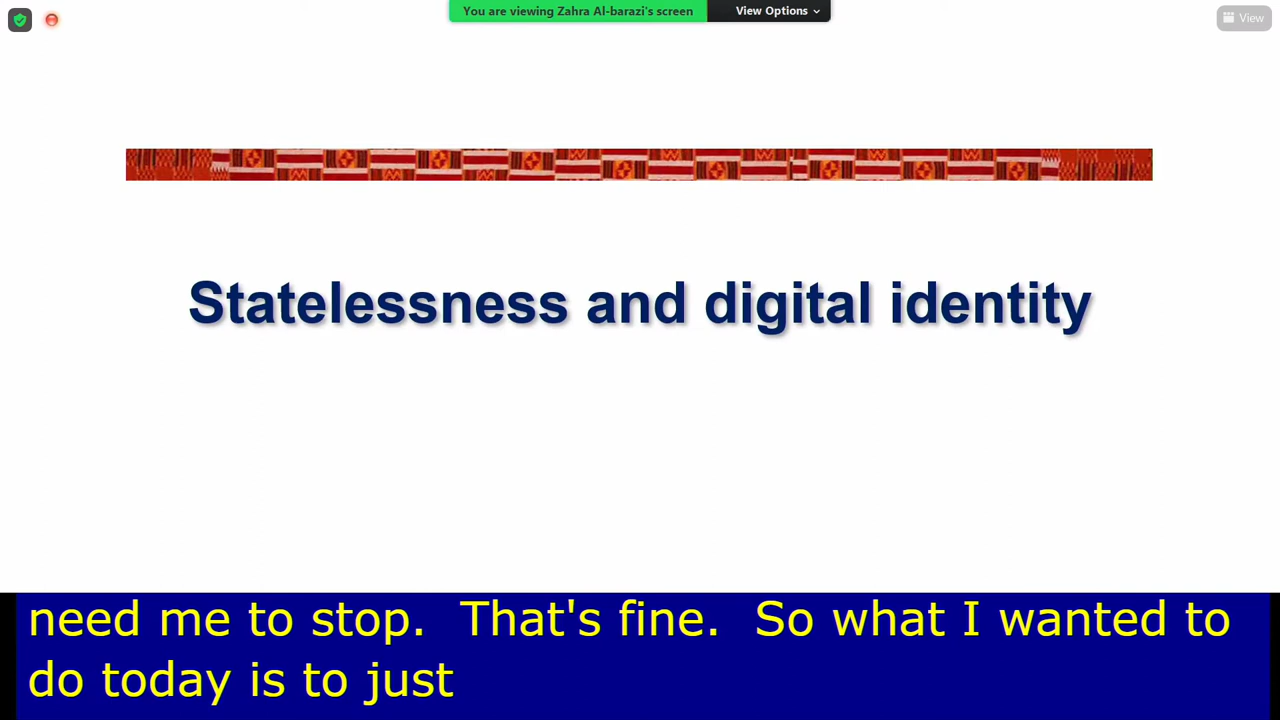 You are viewing Zahra Al-barazi's screen View Options
View
Statelessness and digital identity
need me to stop.  That's fine.  So what I wanted to
do today is to just